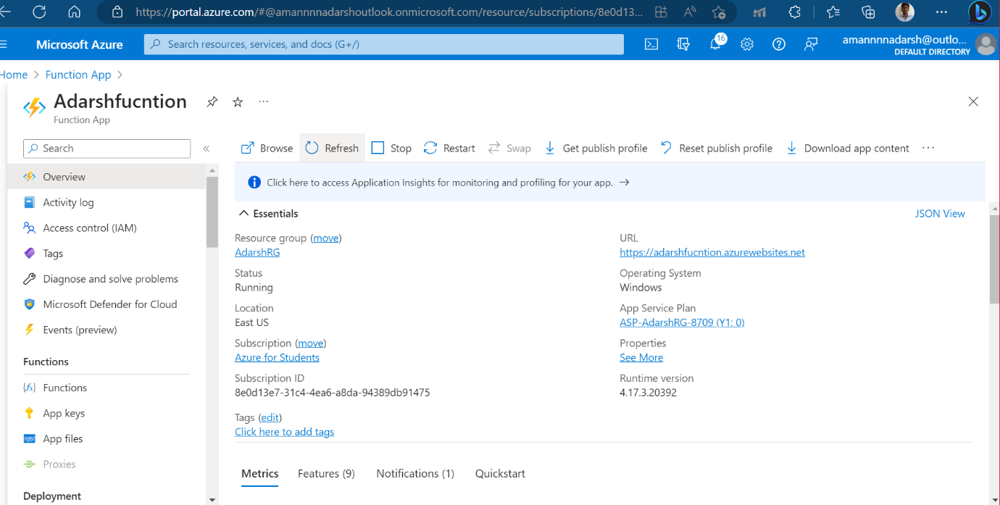 https://portal.azure.com/#@amannnnadarshoutlook.onmicrosoft.com/resource/subscriptions/8e0d13...
Microsoft Azure
Search resources, services, and docs (G+/)
16
amannnnadarsh@outlo...
DEFAULT DIRECTORY
Home > Function App >
Adarshfucntion
Function App
Search
«
Browse Refresh Stop Restart Swap Get publish profile Reset publish profile Download app content
Overview
Activity log
Access control (IAM)
Tags
Diagnose and solve problems
Microsoft Defender for Cloud
Events (preview)
Functions
Functions
App keys
App files
Proxies
Deployment
Click here to access Application Insights for monitoring and profiling for your app. →
Essentials
JSON View
Resource group (move)
AdarshRG
Status
Running
Location
East US
Subscription (move)
Azure for Students
Subscription ID
8e0d13e7-31c4-4ea6-a8da-94389db91475
Tags (edit)
Click here to add tags
URL
https://adarshfucntion.azurewebsites.net
Operating System
Windows
App Service Plan
ASP-AdarshRG-8709 (Y1: 0)
Properties
See More
Runtime version
4.17.3.20392
Metrics Features (9) Notifications (1) Quickstart